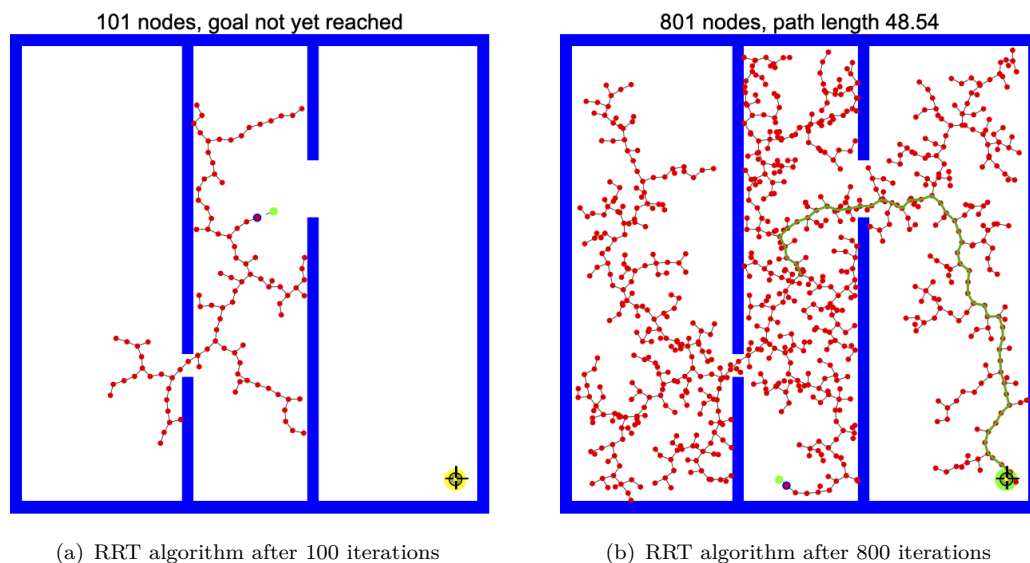 101 nodes, goal not yet reached
801 nodes, path length 48.54
(a) RRT algorithm after 100 iterations
(b) RRT algorithm after 800 iterations